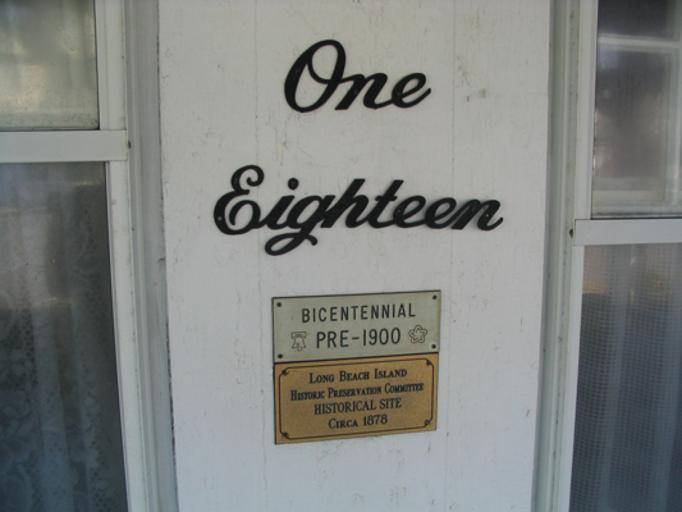 One
Eighteen
BICENTENNIAL
PRE-1900
LONG BEACH ISLAND
HISTORIC PRESERVATION COMMITTEE
HISTORICAL SITE
CIRCA 1878